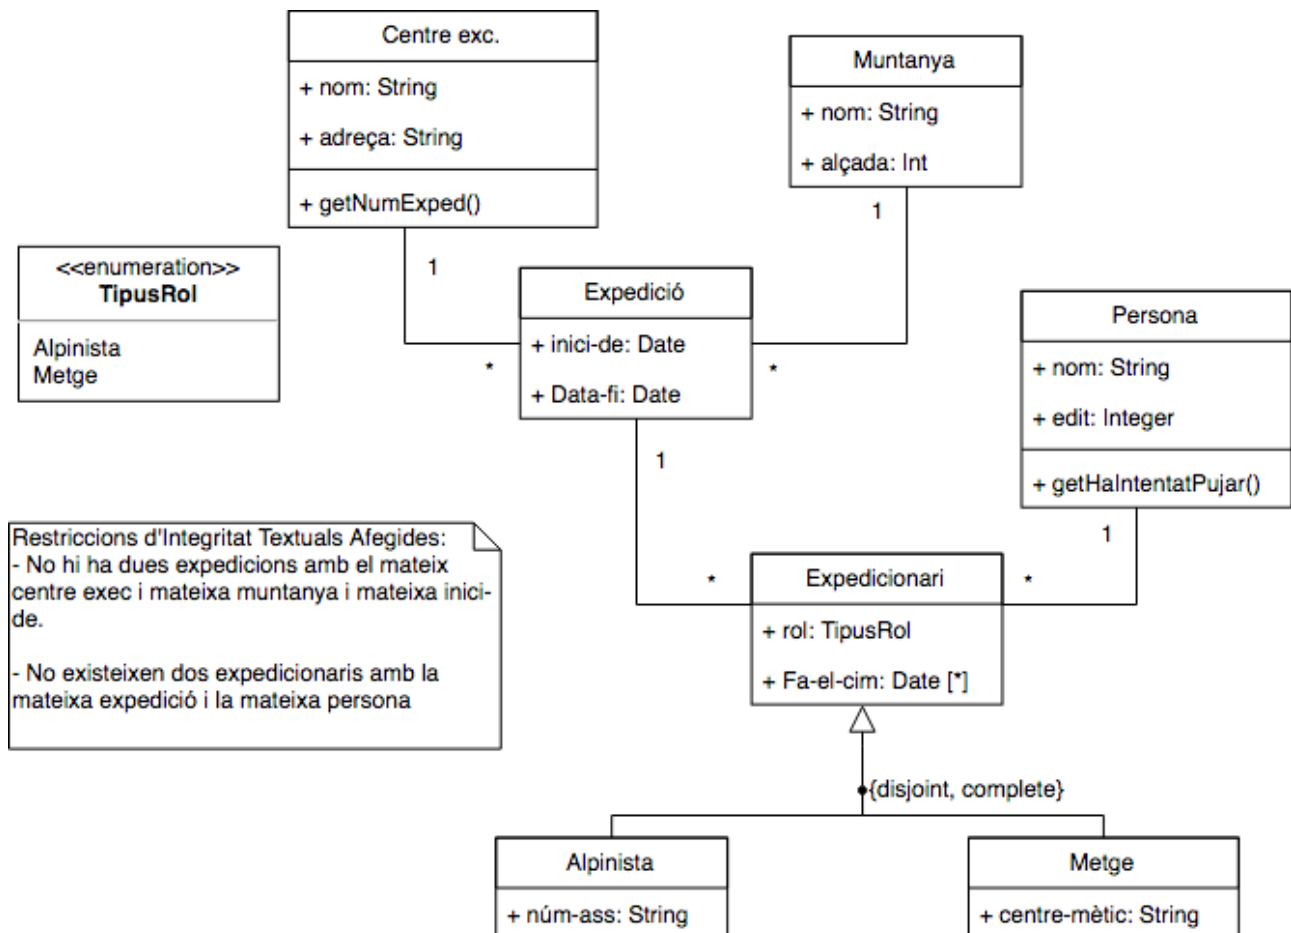 Centre exc.
+ nom: String
+ adreça: String
+ getNumExped()
Muntanya
+ nom: String
+ alçada: Int
1
1
<<enumeration>>
TipusRol
Alpinista
Metge
Expedició
+ inici-de: Date
+ Data-fi: Date
*
*
1
Persona
+ nom: String
+ edit: Integer
+ getHaIntentatPujar()
1
Restriccions d'Integritat Textuals Afegides:
- No hi ha dues expedicions amb el mateix
centre exec i mateixa muntanya i mateixa inici-
de.
- No existeixen dos expedicionaris amb la
mateixa expedició i la mateixa persona
*
*
Expedicionari
+ rol: TipusRol
+ Fa-el-cim: Date [*]
{disjoint, complete}
Alpinista
+ núm-ass: String
Metge
+ centre-mètic: String